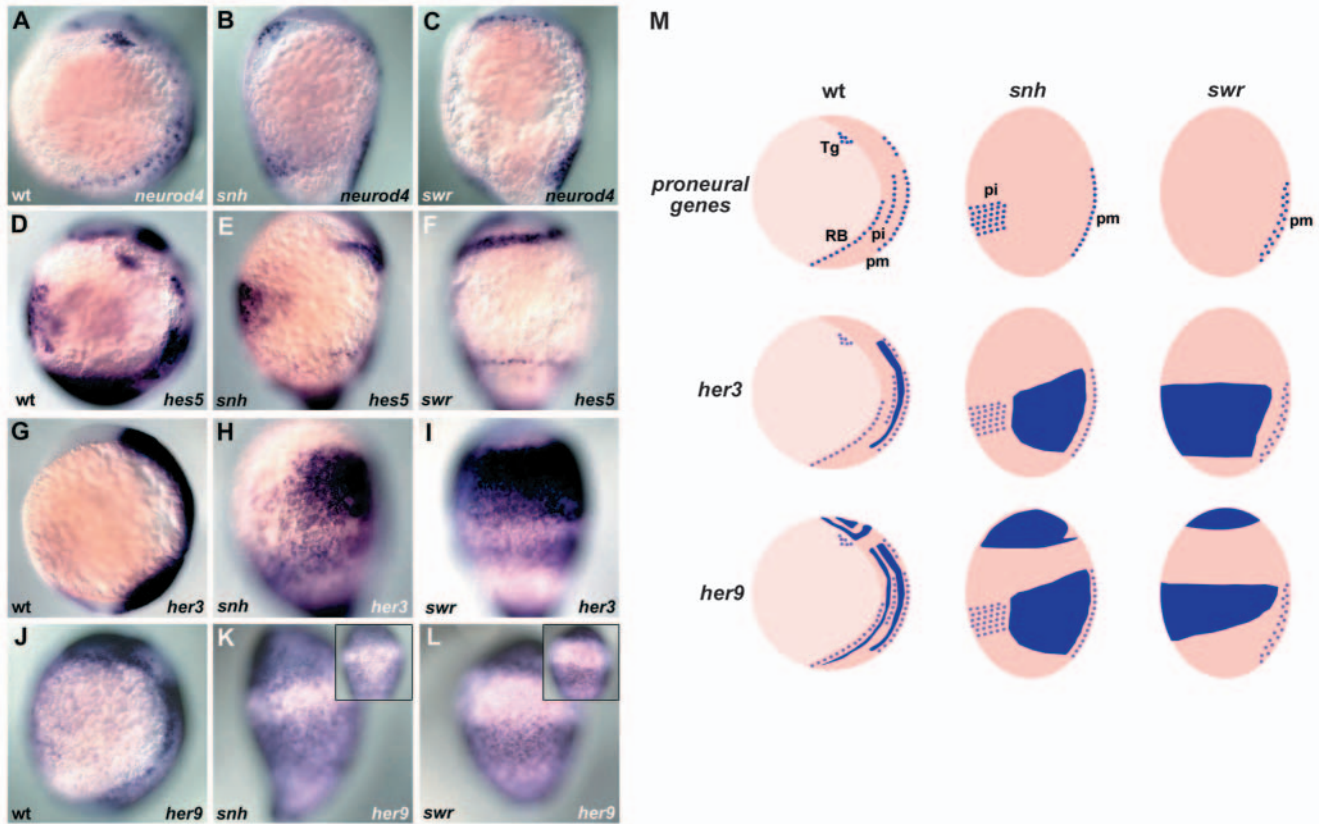 A
wt
neurod4
B
snh
neurod4
C
swr
neurod4
D
wt
hes5
E
snh
hes5
F
swr
hes5
G
wt
her3
H
snh
her3
I
swr
her3
J
wt
her9
K
snh
her9
L
swr
her9
M
wt
snh
swr
proneural
genes
Tg
RB
pi
pm
pi
pm
pm
her3
her9